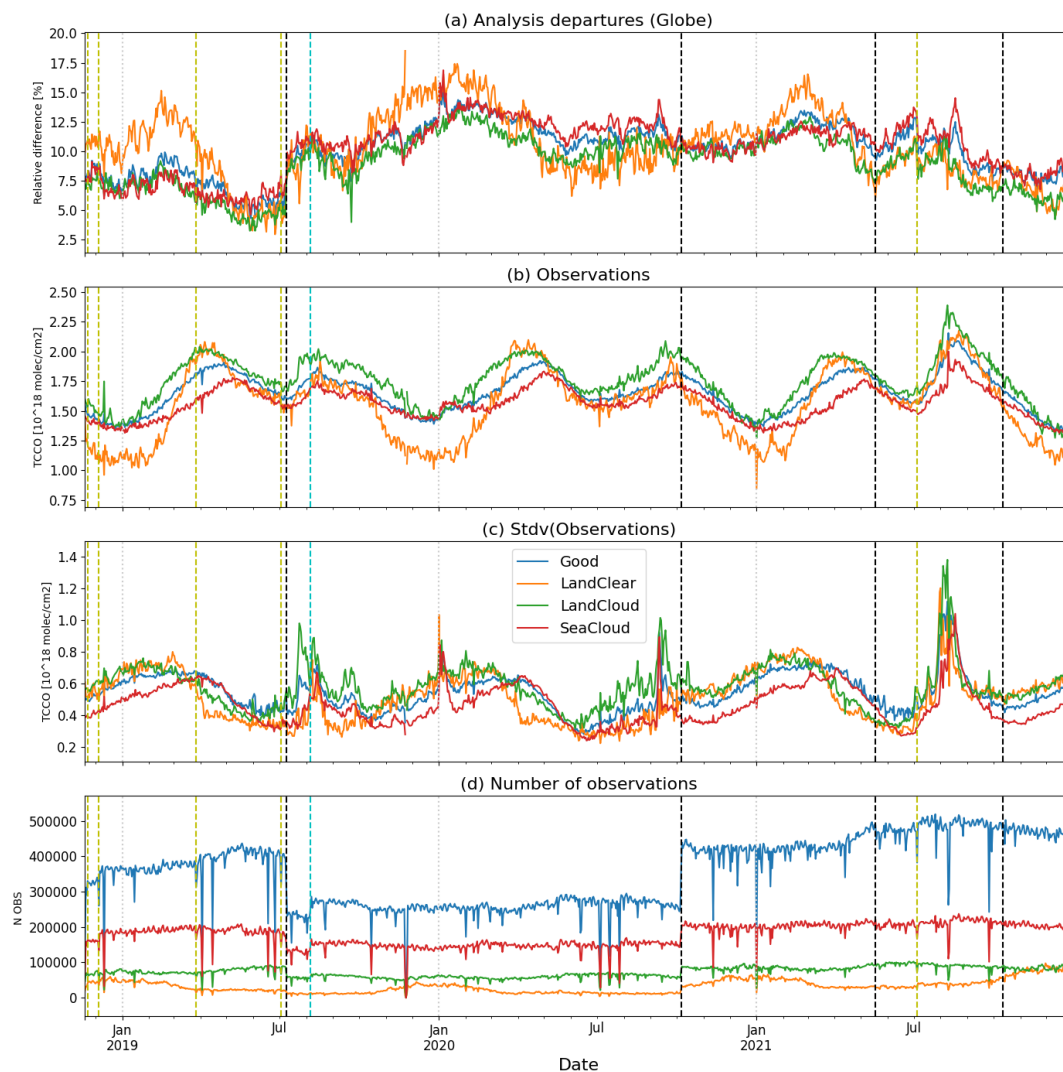 (a) Analysis departures (Globe)
Relative difference [%]
20.0
17.5
15.0
12.5
10.0
7.5
5.0
2.5
(b) Observations
TCCO [10^18 molec/cm2]
2.50
2.25
2.00
1.75
1.50
1.25
1.00
0.75
(c) Stdv(Observations)
TCCO [10^18 molec/cm2]
1.4
1.2
1.0
0.8
0.6
0.4
0.2
Good
LandClear
LandCloud
SeaCloud
(d) Number of observations
N OBS
500000
400000
300000
200000
100000
0
Jan Jul Jan Jul Jan Jul
2019 2020 2021
Date